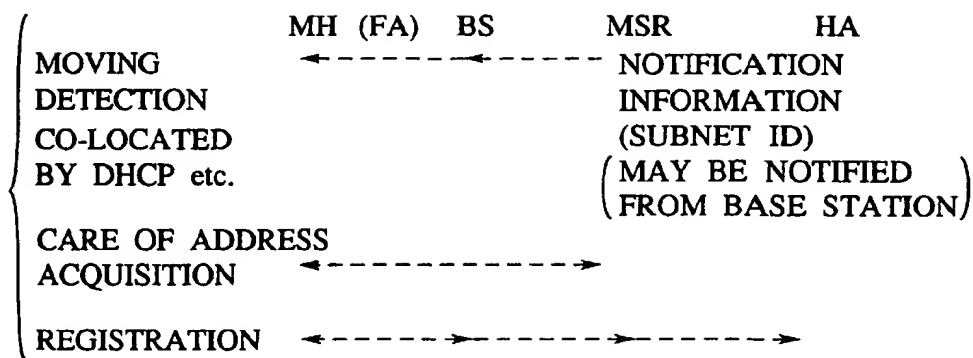 MH (FA) BS MSR HA
MOVING NOTIFICATION
DETECTION INFORMATION
CO-LOCATED (SUBNET ID)
BY DHCP etc. (MAY BE NOTIFIED
FROM BASE STATION)
CARE OF ADDRESS
ACQUISITION
REGISTRATION